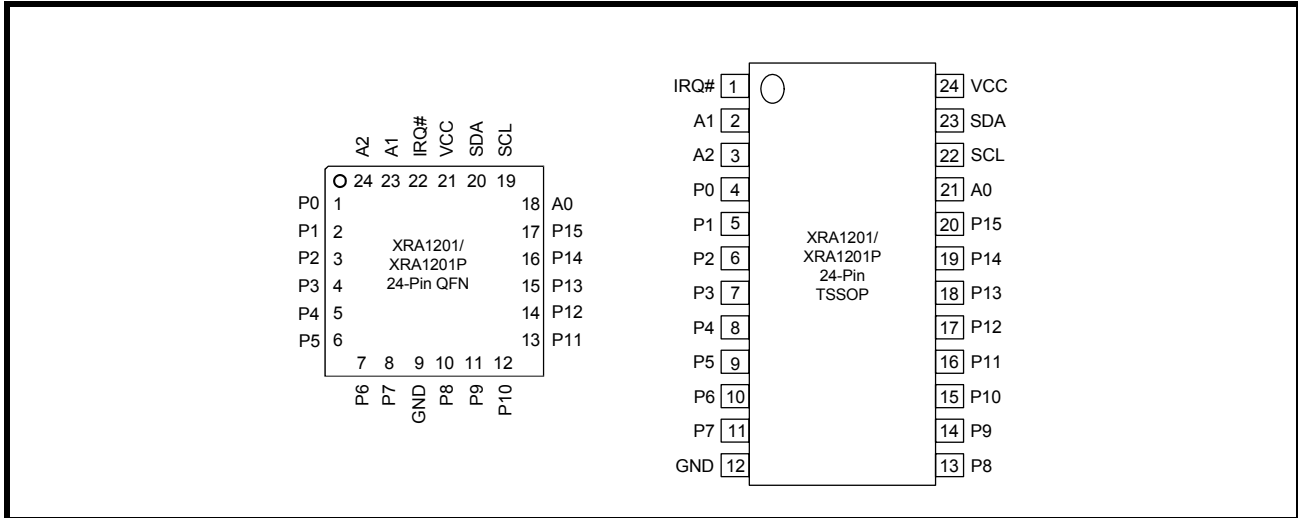 A2 A1 IRQ# VCC SDA SCL
24 23 22 21 20 19
P0 1 18 A0
P1 2 17 P15
P2 3 16 P14
P3 4 15 P13
P4 5 14 P12
P5 6 13 P11
XRA1201/
XRA1201P
24-Pin QFN
7 8 9 10 11 12
P6 P7 GND P8 P9 P10
IRQ# 1 24 VCC
A1 2 23 SDA
A2 3 22 SCL
P0 4 21 A0
P1 5 20 P15
P2 6 19 P14
P3 7 18 P13
P4 8 17 P12
P5 9 16 P11
P6 10 15 P10
P7 11 14 P9
GND 12 13 P8
XRA1201/
XRA1201P
24-Pin
TSSOP